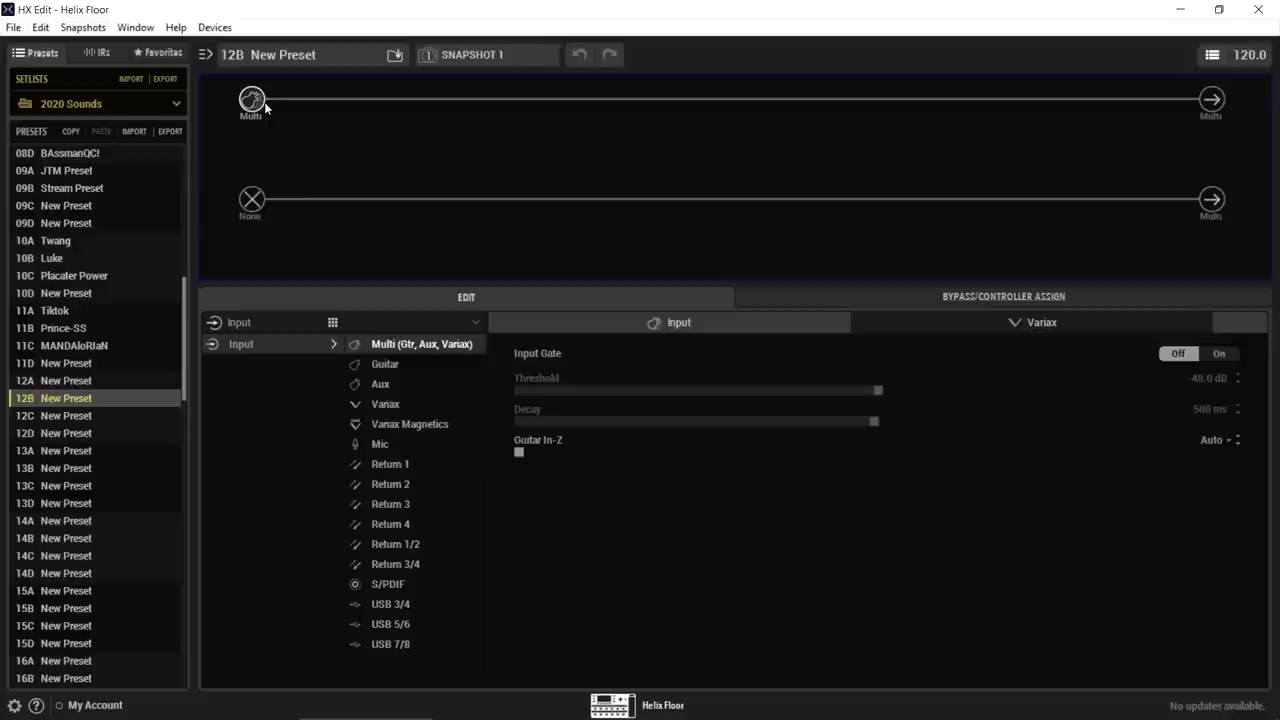 HX Edit - Helix Floor
File Edit Snapshots Window Help Devices
Presets IRs Favorites
12B New Preset 1 SNAPSHOT 1 120.0
SETLISTS IMPORT EXPORT
2020 Sounds
PRESETS COPY PASTE IMPORT EXPORT
08D BAssmanQC!
09A JTM Preset
09B Stream Preset
09C New Preset
09D New Preset
10A Twang
10B Luke
10C Placater Power
10D New Preset
11A Tiktok
11B Prince-SS
11C MANDAloRIaN
11D New Preset
12A New Preset
12B New Preset
12C New Preset
12D New Preset
13A New Preset
13B New Preset
13C New Preset
13D New Preset
14A New Preset
14B New Preset
14C New Preset
14D New Preset
15A New Preset
15B New Preset
15C New Preset
15D New Preset
16A New Preset
16B New Preset
Multi Multi
None Multi
EDIT BYPASS/CONTROLLER ASSIGN
Input
Input
Multi (Gtr, Aux, Variax)
Guitar
Aux
Variax
Variax Magnetics
Mic
Return 1
Return 2
Return 3
Return 4
Return 1/2
Return 3/4
S/PDIF
USB 3/4
USB 5/6
USB 7/8
Input Variax
Input Gate Off On
Threshold -48.0 dB
Decay 500 ms
Guitar In-Z Auto
My Account
Helix Floor
No updates available.